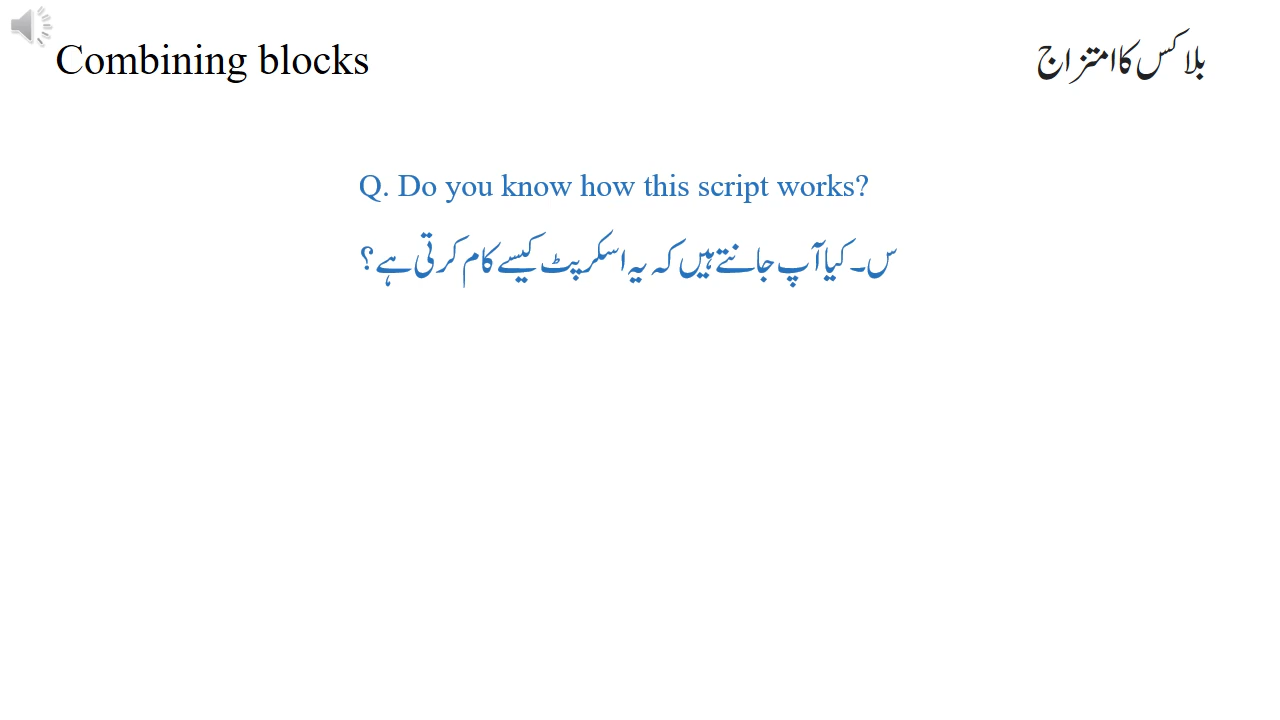 Combining blocks
بلاکس کا امتزاج
Q. Do you know how this script works?
س۔ کیا آپ جانتے ہیں کہ یہ اسکرپٹ کیسے کام کرتی ہے؟